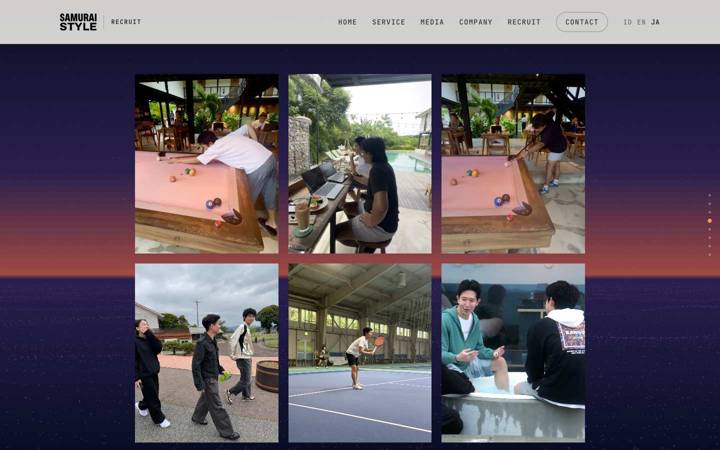 SAMURAI
STYLE
RECRUIT
HOME
SERVICE
MEDIA
COMPANY
RECRUIT
CONTACT
ID EN JA